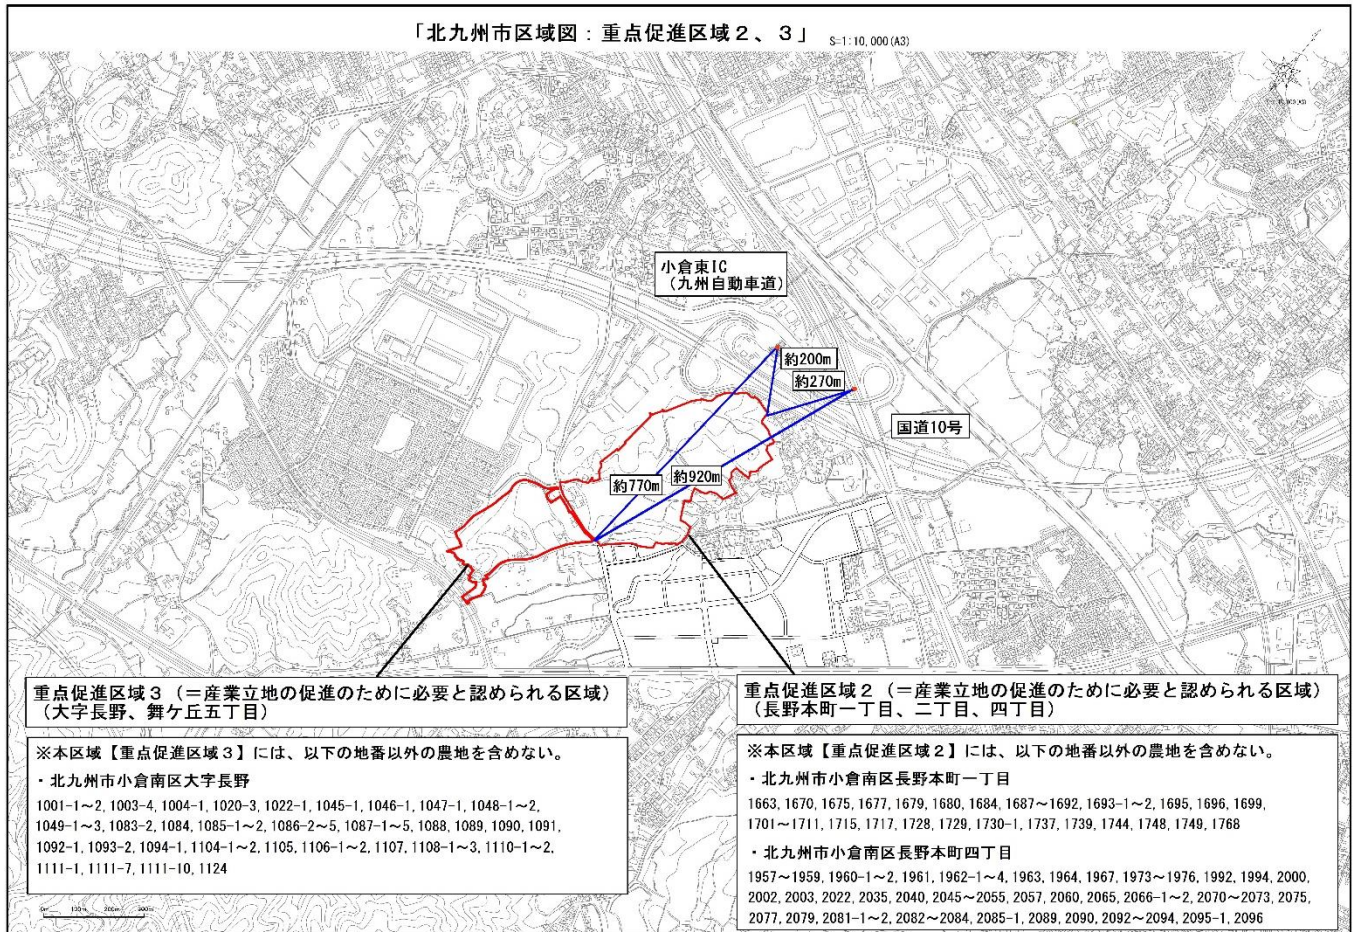 「北九州市区域図：重点促進区域２、３」 S=1:10,000(A3)
小倉東IC
（九州自動車道）
約200m
約270m
国道10号
約770m
約920m
重点促進区域３（＝産業立地の促進のために必要と認められる区域）
（大字長野、舞ケ丘五丁目）
※本区域【重点促進区域３】には、以下の地番以外の農地を含めない。
・北九州市小倉南区大字長野
1001-1～2, 1003-4, 1004-1, 1020-3, 1022-1, 1045-1, 1046-1, 1047-1, 1048-1～2,
1049-1～3, 1083-2, 1084, 1085-1～2, 1086-2～5, 1087-1～5, 1088, 1089, 1090, 1091,
1092-1, 1093-2, 1094-1, 1104-1～2, 1105, 1106-1～2, 1107, 1108-1～3, 1110-1～2,
1111-1, 1111-7, 1111-10, 1124
0m 100m 200m 300m
重点促進区域２（＝産業立地の促進のために必要と認められる区域）
（長野本町一丁目、二丁目、四丁目）
※本区域【重点促進区域２】には、以下の地番以外の農地を含めない。
・北九州市小倉南区長野本町一丁目
1663, 1670, 1675, 1677, 1679, 1680, 1684, 1687～1692, 1693-1～2, 1695, 1696, 1699,
1701～1711, 1715, 1717, 1728, 1729, 1730-1, 1737, 1739, 1744, 1748, 1749, 1768
・北九州市小倉南区長野本町四丁目
1957～1959, 1960-1～2, 1961, 1962-1～4, 1963, 1964, 1967, 1973～1976, 1992, 1994, 2000,
2002, 2003, 2022, 2035, 2040, 2045～2055, 2057, 2060, 2065, 2066-1～2, 2070～2073, 2075,
2077, 2079, 2081-1～2, 2082～2084, 2085-1, 2089, 2090, 2092～2094, 2095-1, 2096